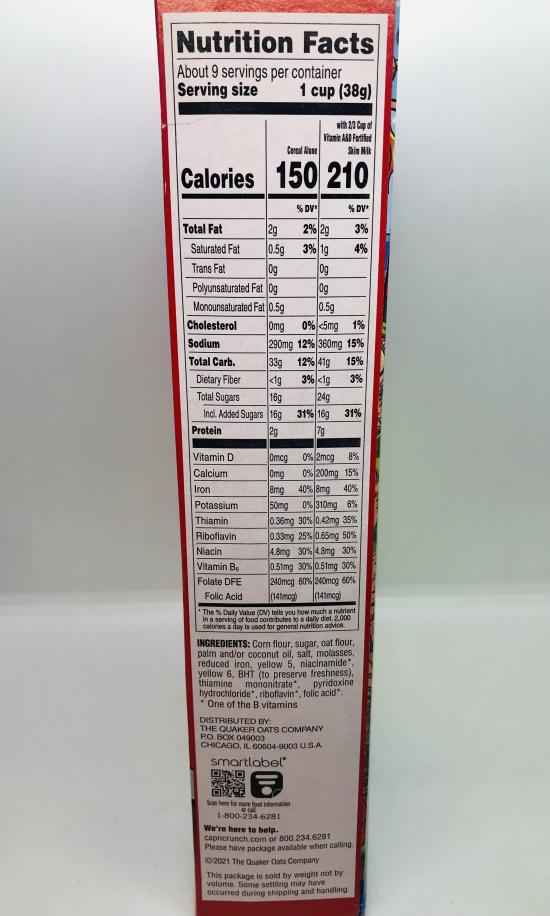 Nutrition Facts
About 9 servings per container
Serving size 1 cup (38g)
with 2/3 Cup of
Vitamin A&D Fortified
Cereal Alone Skim Milk
Calories 150 210
% DV* % DV*
Total Fat 2g 2% 2g 3%
Saturated Fat 0.5g 3% 1g 4%
Trans Fat 0g 0g
Polyunsaturated Fat 0g 0g
Monounsaturated Fat 0.5g 0.5g
Cholesterol 0mg 0% <5mg 1%
Sodium 290mg 12% 360mg 15%
Total Carb. 33g 12% 41g 15%
Dietary Fiber <1g 3% <1g 3%
Total Sugars 16g 24g
Incl. Added Sugars 16g 31% 16g 31%
Protein 2g 7g
Vitamin D 0mcg 0% 2mcg 8%
Calcium 0mg 0% 200mg 15%
Iron 8mg 40% 8mg 40%
Potassium 50mg 0% 310mg 6%
Thiamin 0.36mg 30% 0.42mg 35%
Riboflavin 0.33mg 25% 0.65mg 50%
Niacin 4.8mg 30% 4.8mg 30%
Vitamin B₆ 0.51mg 30% 0.51mg 30%
Folate DFE 240mcg 60% 240mcg 60%
Folic Acid (141mcg) (141mcg)
* The % Daily Value (DV) tells you how much a nutrient
in a serving of food contributes to a daily diet. 2,000
calories a day is used for general nutrition advice.
INGREDIENTS: Corn flour, sugar, oat flour,
palm and/or coconut oil, salt, molasses,
reduced iron, yellow 5, niacinamide*,
yellow 6, BHT (to preserve freshness),
thiamine mononitrate*, pyridoxine
hydrochloride*, riboflavin*, folic acid*.
* One of the B vitamins
DISTRIBUTED BY:
THE QUAKER OATS COMPANY
P.O. BOX 049003
CHICAGO, IL 60604-9003 U.S.A.
smartlabel®
Scan here for more food information
or call
1-800-234-6281
We're here to help.
capncrunch.com or 800.234.6281
Please have package available when calling.
©2021 The Quaker Oats Company
This package is sold by weight not by
volume. Some settling may have
occurred during shipping and handling.